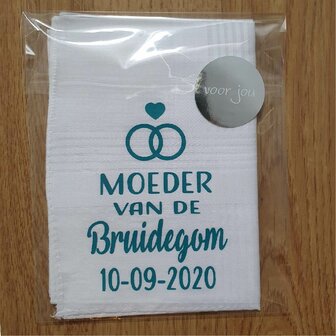 voor jou
MOEDER
VAN DE
Bruidegom
10-09-2020